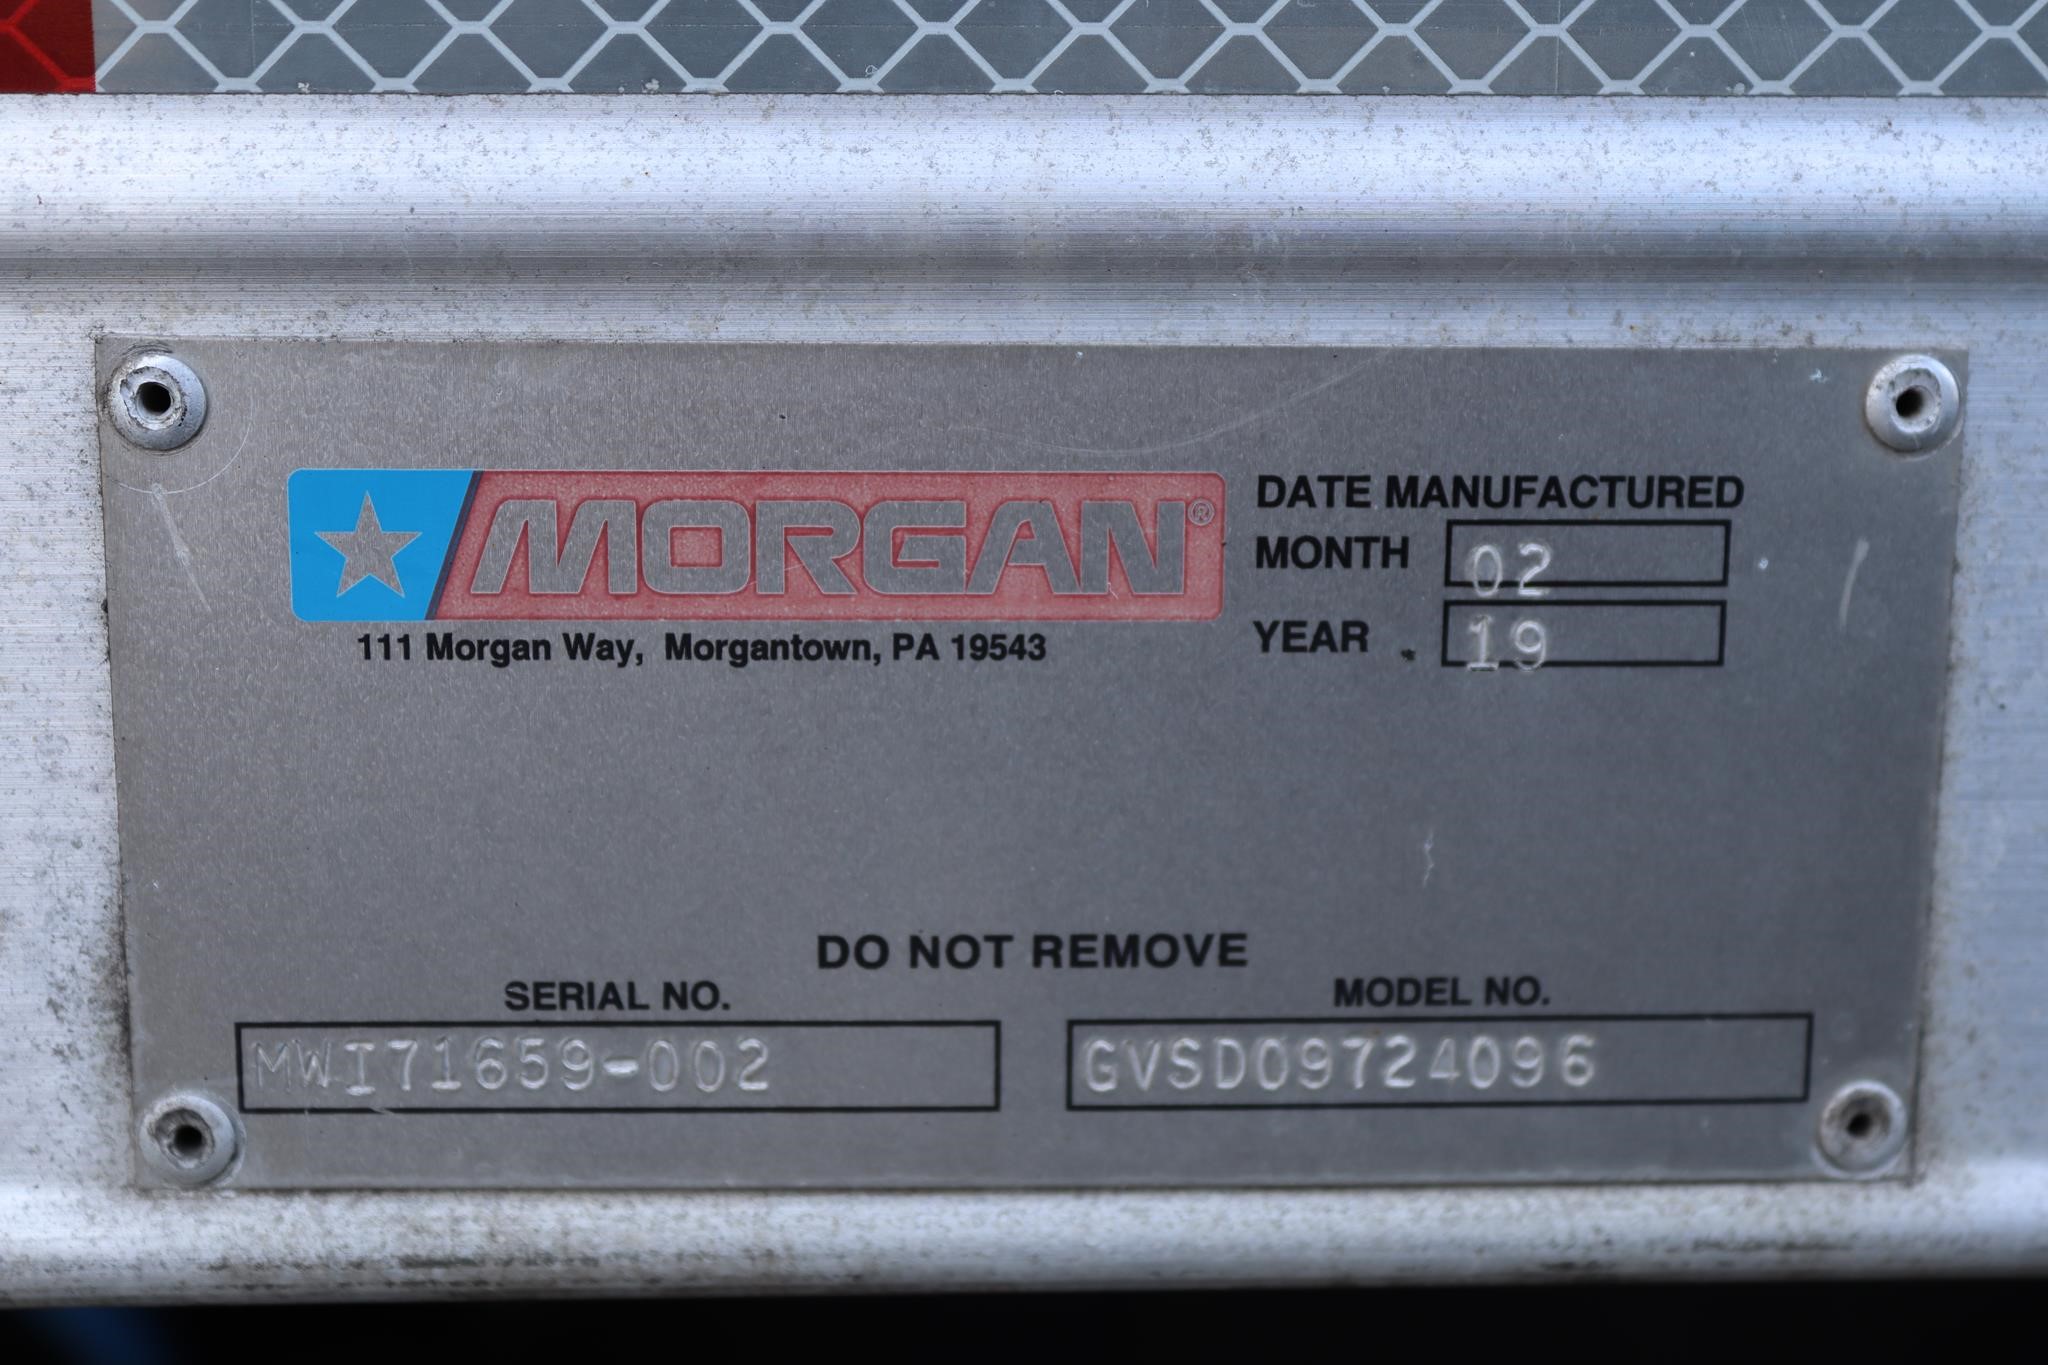 MORGAN®
111 Morgan Way, Morgantown, PA 19543
DATE MANUFACTURED
MONTH 02
YEAR 19
DO NOT REMOVE
SERIAL NO.
MWI71659-002
MODEL NO.
GVSD09724096